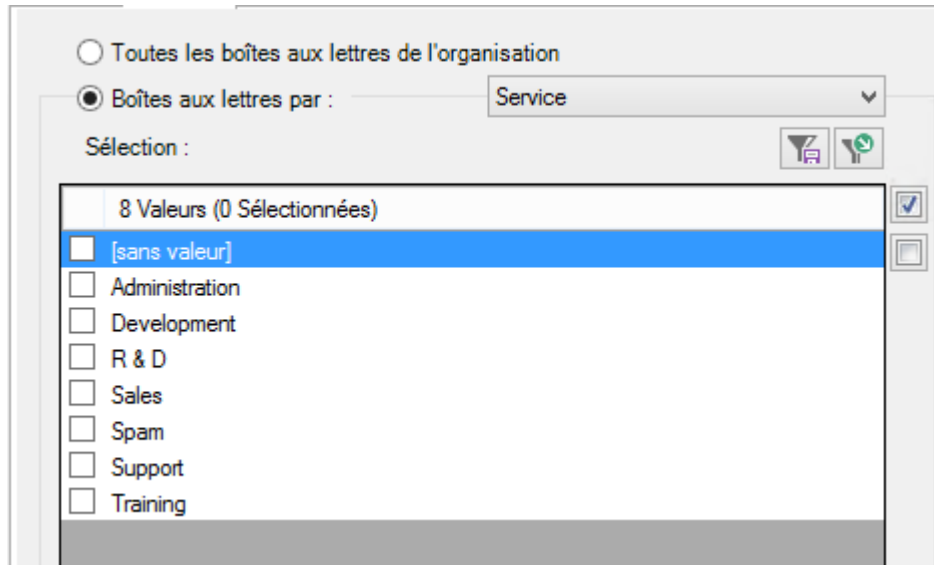 Toutes les boîtes aux lettres de l'organisation
Boîtes aux lettres par : Service
Sélection :
8 Valeurs (0 Sélectionnées)
[sans valeur]
Administration
Development
R & D
Sales
Spam
Support
Training